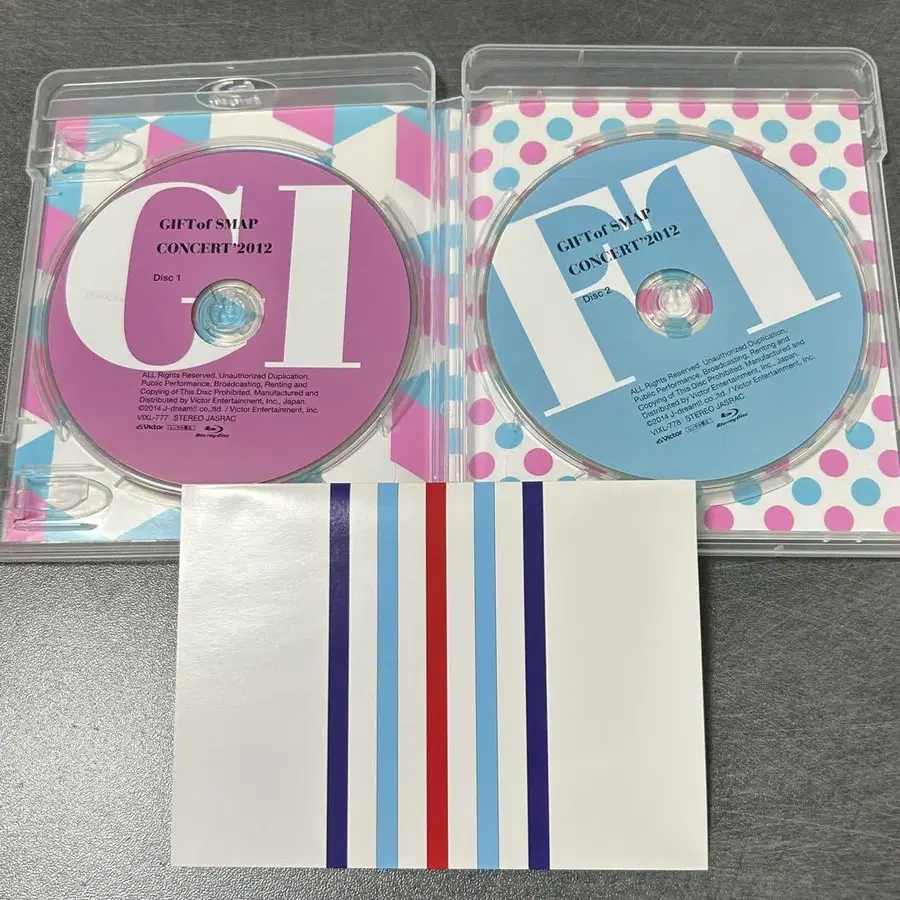 GI
GIFT of SMAP
CONCERT'2012
Disc 1
ALL Rights Reserved. Unauthorized Duplication,
Public Performance, Broadcasting, Renting and
Copying of This Disc Prohibited. Manufactured and
Distributed by Victor Entertainment, Inc., Japan.
©2014 J-dream!! co.,ltd. / Victor Entertainment, Inc.
VIXL-777 STEREO JASRAC
Victor
Blu-ray Disc
FT
GIFT of SMAP
CONCERT'2012
Disc 2
ALL Rights Reserved. Unauthorized Duplication,
Public Performance, Broadcasting, Renting and
Copying of This Disc Prohibited. Manufactured and
Distributed by Victor Entertainment, Inc., Japan.
©2014 J-dream!! co.,ltd. / Victor Entertainment, Inc.
VIXL-778 STEREO JASRAC
Victor
Blu-ray Disc